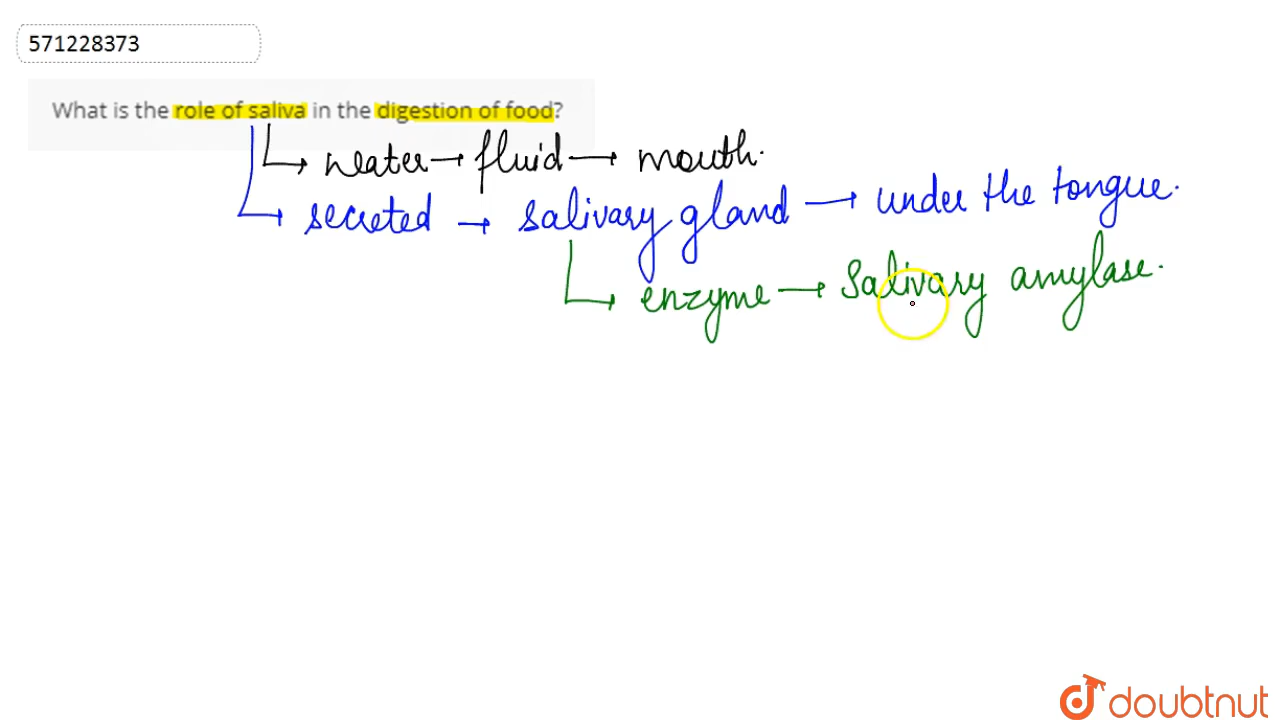 571228373
What is the role of saliva in the digestion of food?
↳ water → fluid → mouth.
↳ secreted → salivary gland → under the tongue.
↳ enzyme → salivary amylase.
doubtnut